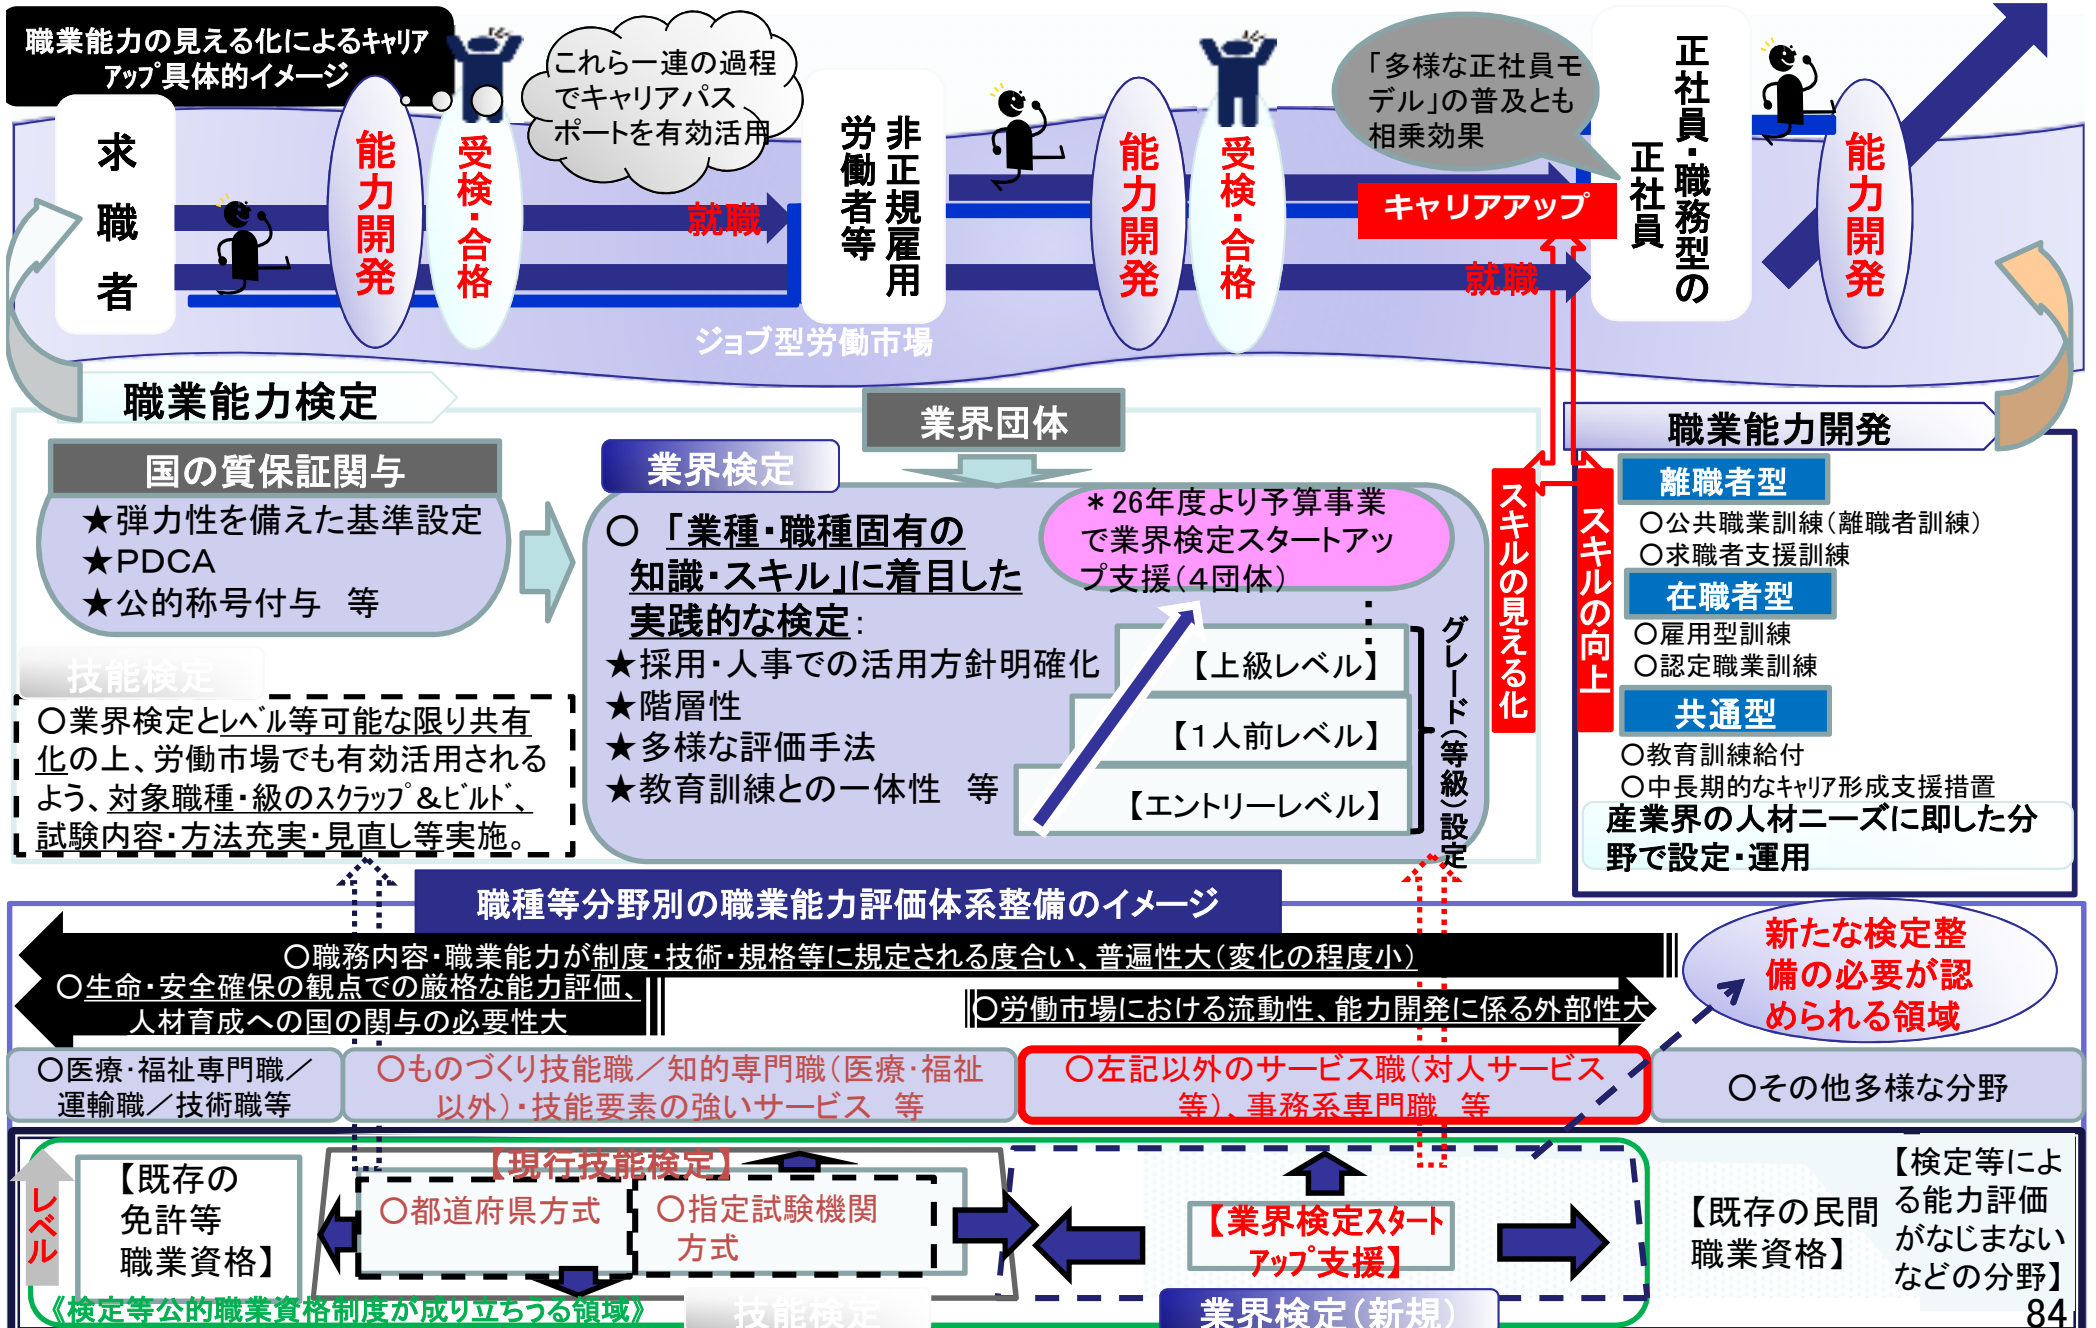 職業能力の見える化によるｷｬﾘｱ
ｱｯﾌﾟ具体的イメージ
求職者
能力開発
受検・合格
これら一連の過程
でキャリアパス
ポートを有効活用
就職
非正規雇用
労働者等
能力開発
受検・合格
「多様な正社員モ
デル」の普及とも
相乗効果
キャリアアップ
就職
正社員・職務型の
正社員
能力開発
ジョブ型労働市場
職業能力検定
国の質保証関与
★弾力性を備えた基準設定
★PDCA
★公的称号付与　等
業界団体
業界検定
○「業種・職種固有の
知識・スキル」に着目した
実践的な検定：
★採用・人事での活用方針明確化
★階層性
★多様な評価手法
★教育訓練との一体性　等
＊26年度より予算事業
で業界検定スタートアッ
プ支援（４団体）
【上級レベル】
【１人前レベル】
【エントリーレベル】
グレード（等級）設定
スキルの見える化
スキルの向上
職業能力開発
離職者型
○公共職業訓練（離職者訓練）
○求職者支援訓練
在職者型
○雇用型訓練
○認定職業訓練
共通型
○教育訓練給付
○中長期的なｷｬﾘｱ形成支援措置
産業界の人材ニーズに即した分
野で設定・運用
技能検定
○業界検定とﾚﾍﾞﾙ等可能な限り共有
化の上、労働市場でも有効活用される
よう、対象職種・級のｽｸﾗｯﾌﾟ＆ﾋﾞﾙﾄﾞ、
試験内容・方法充実・見直し等実施。
職種等分野別の職業能力評価体系整備のイメージ
○職務内容・職業能力が制度・技術・規格等に規定される度合い、普遍性大（変化の程度小）
○生命・安全確保の観点での厳格な能力評価、
人材育成への国の関与の必要性大
○労働市場における流動性、能力開発に係る外部性大
新たな検定整
備の必要が認
められる領域
○医療・福祉専門職／
運輸職／技術職等
○ものづくり技能職／知的専門職（医療・福祉
以外）・技能要素の強いサービス　等
○左記以外のサービス職（対人サービス
等）、事務系専門職　等
○その他多様な分野
レベル
【既存の
免許等
職業資格】
【現行技能検定】
○都道府県方式
○指定試験機関
方式
【業界検定ｽﾀｰﾄ
ｱｯﾌﾟ支援】
【既存の民間
職業資格】
【検定等によ
る能力評価
がなじまない
などの分野】
《検定等公的職業資格制度が成り立ちうる領域》
技能検定
業界検定（新規）
84